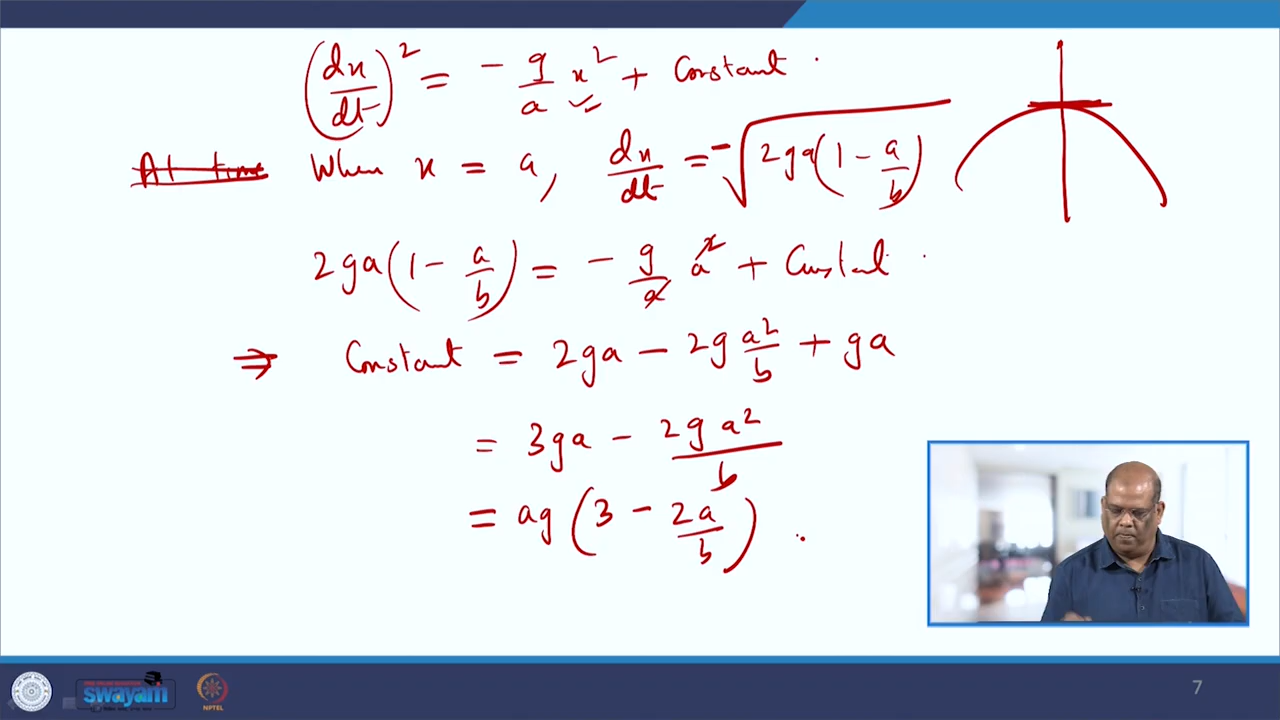 (dx/dt)² = - g/a x² + Constant .
At time When x = a, dx/dt = -√(2ga(1 - a/b))
2ga(1 - a/b) = - g/a a² + Constant .
⇒ Constant = 2ga - 2g a²/b + ga
= 3ga - 2ga²/b
= ag(3 - 2a/b) .
swayam
NPTEL
7